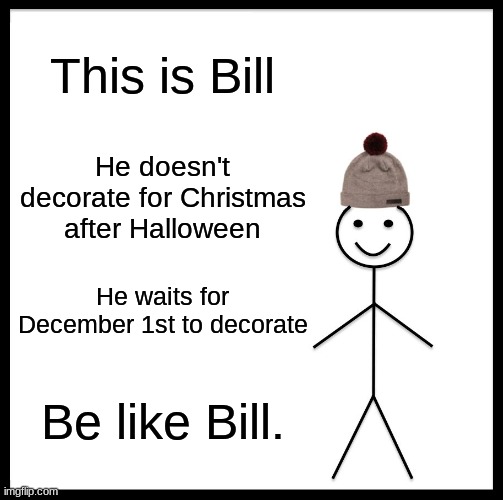 This is Bill
He doesn't
decorate for Christmas
after Halloween
He waits for
December 1st to decorate
Be like Bill.
imgflip.com